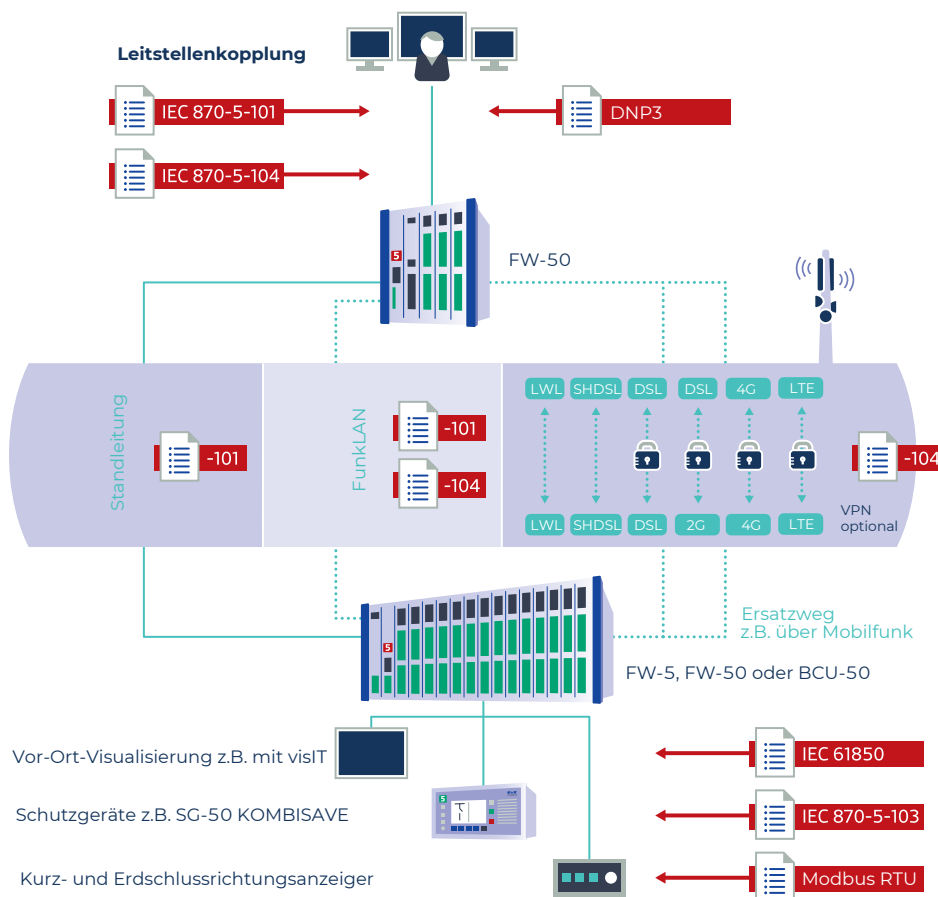 Leitstellenkopplung
IEC 870-5-101
DNP3
IEC 870-5-104
5
FW-50
Standleitung
-101
FunkLAN
-101
-104
LWL SHDSL DSL DSL 4G LTE
LWL SHDSL DSL 2G 4G LTE
-104
VPN
optional
Ersatzweg
z.B. über Mobilfunk
5
FW-5, FW-50 oder BCU-50
Vor-Ort-Visualisierung z.B. mit visIT
IEC 61850
5
Schutzgeräte z.B. SG-50 KOMBISAVE
IEC 870-5-103
Kurz- und Erdschlussrichtungsanzeiger
Modbus RTU